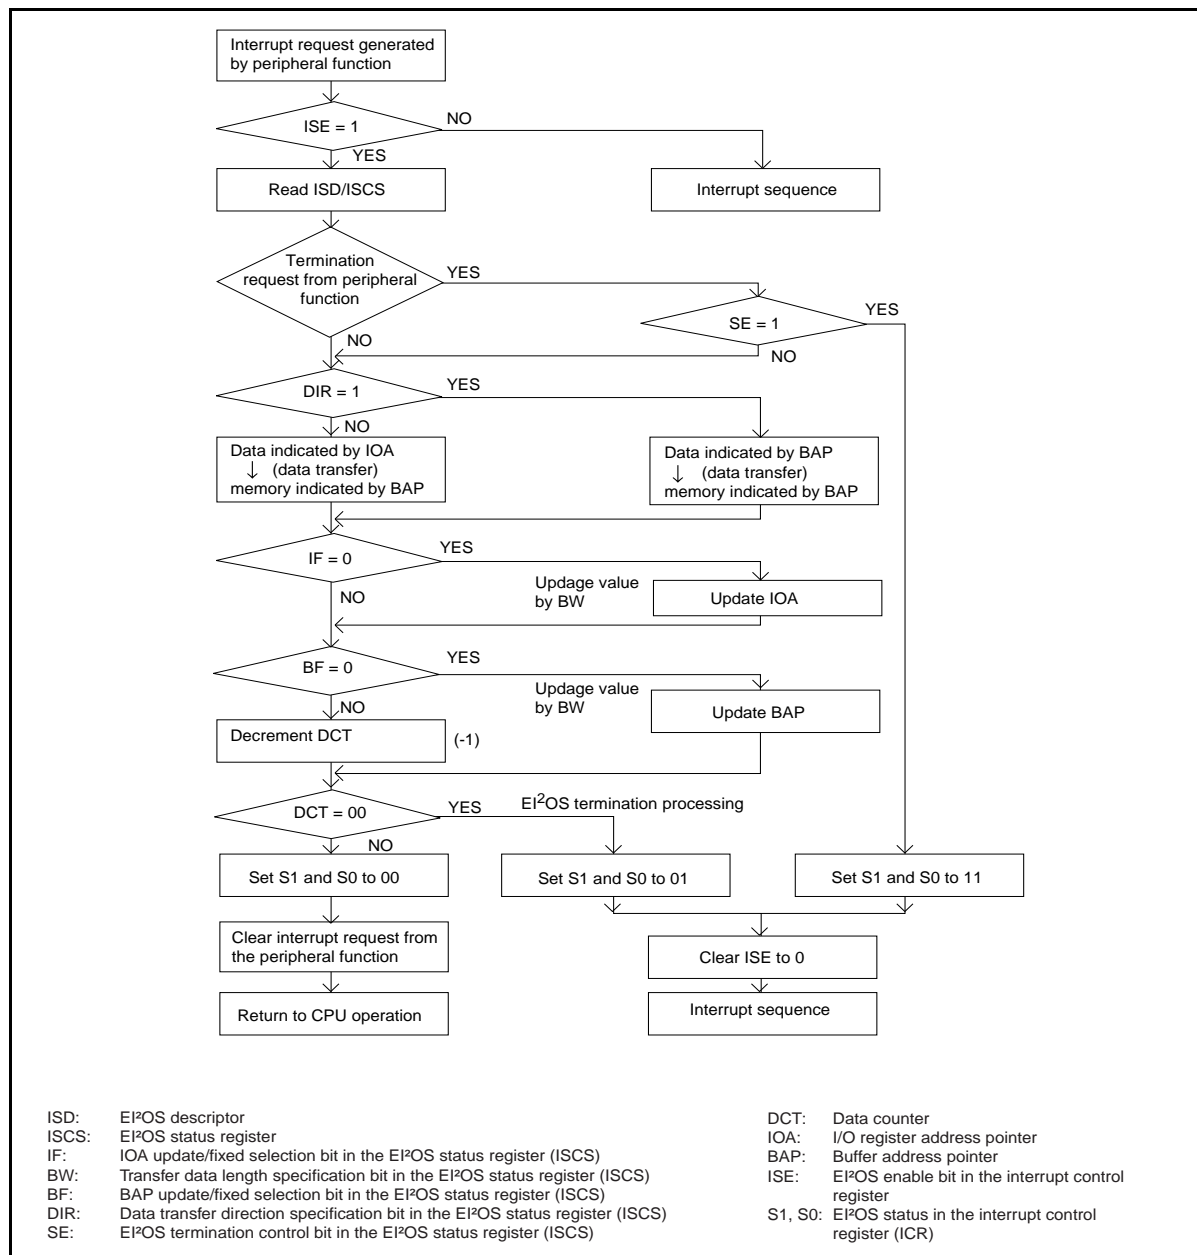 Interrupt request generated
by peripheral function
ISE = 1
NO
YES
Read ISD/ISCS
Interrupt sequence
Termination
request from peripheral
function
YES
SE = 1
YES
NO
NO
DIR = 1
YES
NO
Data indicated by IOA
↓ (data transfer)
memory indicated by BAP
Data indicated by BAP
↓ (data transfer)
memory indicated by BAP
IF = 0
YES
NO
Updage value
by BW
Update IOA
BF = 0
YES
NO
Updage value
by BW
Update BAP
Decrement DCT
(-1)
DCT = 00
YES
EI²OS termination processing
NO
Set S1 and S0 to 00
Set S1 and S0 to 01
Set S1 and S0 to 11
Clear interrupt request from
the peripheral function
Clear ISE to 0
Return to CPU operation
Interrupt sequence
ISD: EI²OS descriptor
ISCS: EI²OS status register
IF: IOA update/fixed selection bit in the EI²OS status register (ISCS)
BW: Transfer data length specification bit in the EI²OS status register (ISCS)
BF: BAP update/fixed selection bit in the EI²OS status register (ISCS)
DIR: Data transfer direction specification bit in the EI²OS status register (ISCS)
SE: EI²OS termination control bit in the EI²OS status register (ISCS)
DCT: Data counter
IOA: I/O register address pointer
BAP: Buffer address pointer
ISE: EI²OS enable bit in the interrupt control
register
S1, S0: EI²OS status in the interrupt control
register (ICR)